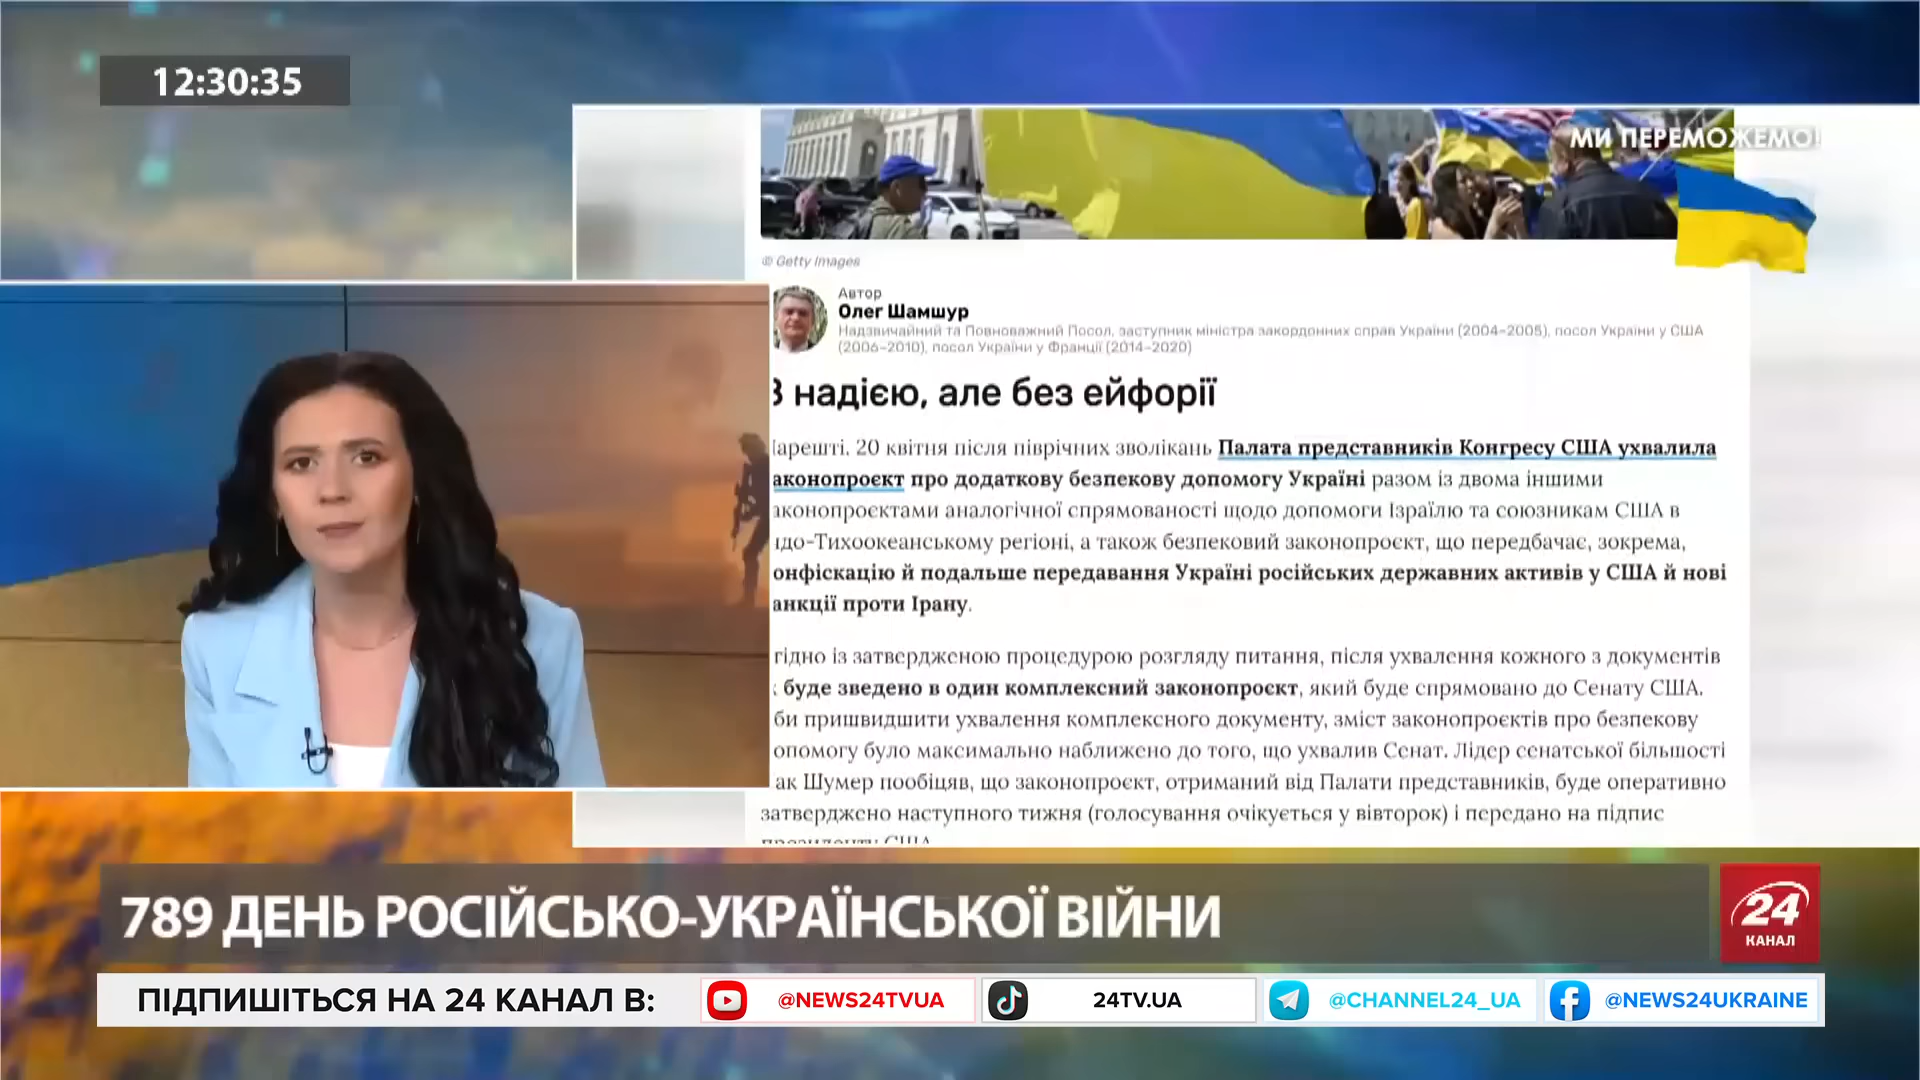 12:30:35
МИ ПЕРЕМОЖЕМО!
© Getty Images
Автор
Олег Шамшур
Надзвичайний та Повноважний Посол, заступник міністра закордонних справ України (2004–2005), посол України у США
(2006–2010), посол України у Франції (2014–2020)
З надією, але без ейфорії
арешті. 20 квітня після піврічних зволікань Палата представників Конгресу США ухвалила
аконопроєкт про додаткову безпекову допомогу Україні разом із двома іншими
аконопроєктами аналогічної спрямованості щодо допомоги Ізраїлю та союзникам США в
ндо-Тихоокеанському регіоні, а також безпековий законопроєкт, що передбачає, зокрема,
онфіскацію й подальше передавання Україні російських державних активів у США й нові
анкції проти Ірану.
гідно із затвердженою процедурою розгляду питання, після ухвалення кожного з документів
буде зведено в один комплексний законопроєкт, який буде спрямовано до Сенату США.
би пришвидшити ухвалення комплексного документу, зміст законопроєктів про безпекову
опомогу було максимально наближено до того, що ухвалив Сенат. Лідер сенатської більшості
ак Шумер пообіцяв, що законопроєкт, отриманий від Палати представників, буде оперативно
затверджено наступного тижня (голосування очікується у вівторок) і передано на підпис
президенту США.
789 ДЕНЬ РОСІЙСЬКО-УКРАЇНСЬКОЇ ВІЙНИ
24
КАНАЛ
ПІДПИШІТЬСЯ НА 24 КАНАЛ В:
@NEWS24TVUA
24TV.UA
@CHANNEL24_UA
@NEWS24UKRAINE